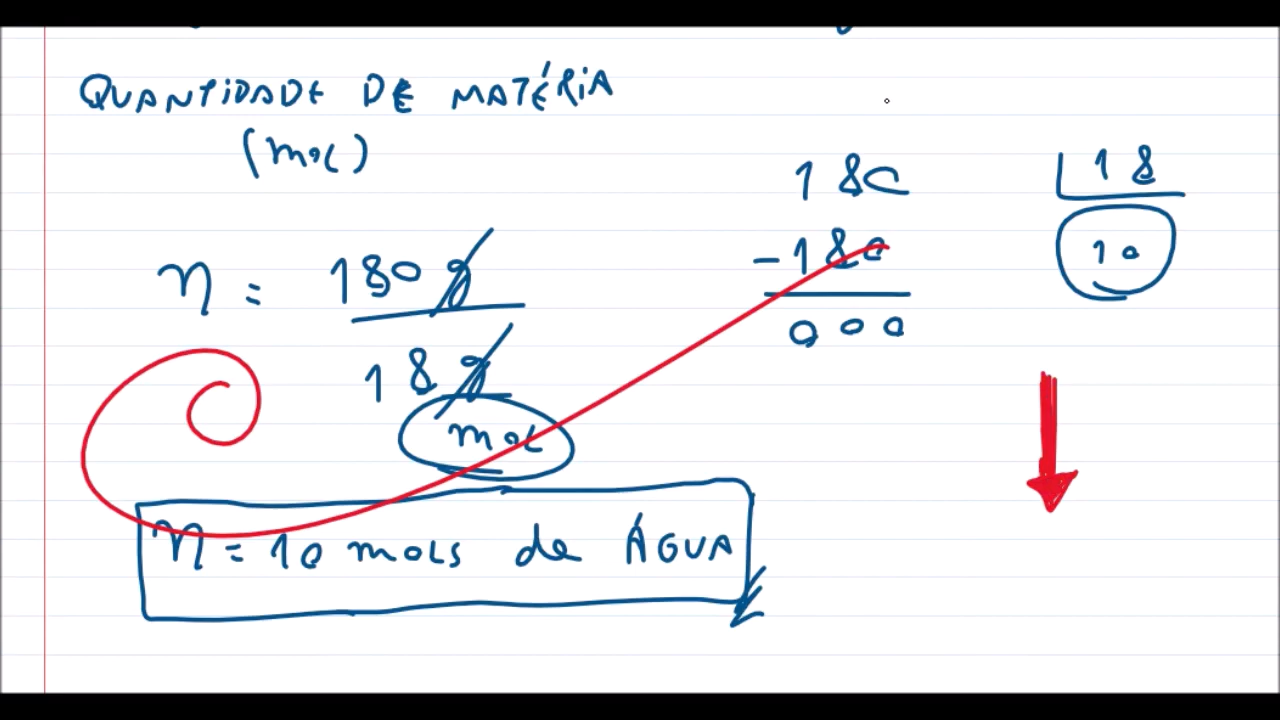 QUANTIDADE DE MATÉRIA
(mol)
n = 180 g
18 g
mol
n = 10 mols de ÁGUA
180 18
-180 10
000